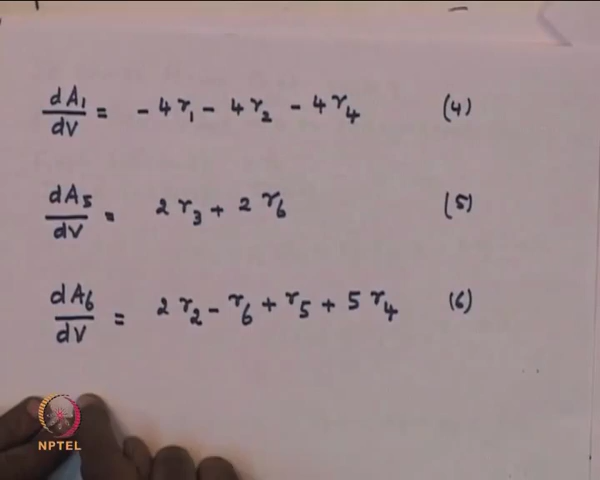 dA₁/dV = - 4r₁ - 4r₂ - 4r₄ (4)
dA₅/dV = 2r₃ + 2r₆ (5)
dA₆/dV = 2r₂ - r₆ + r₅ + 5r₄ (6)
NPTEL